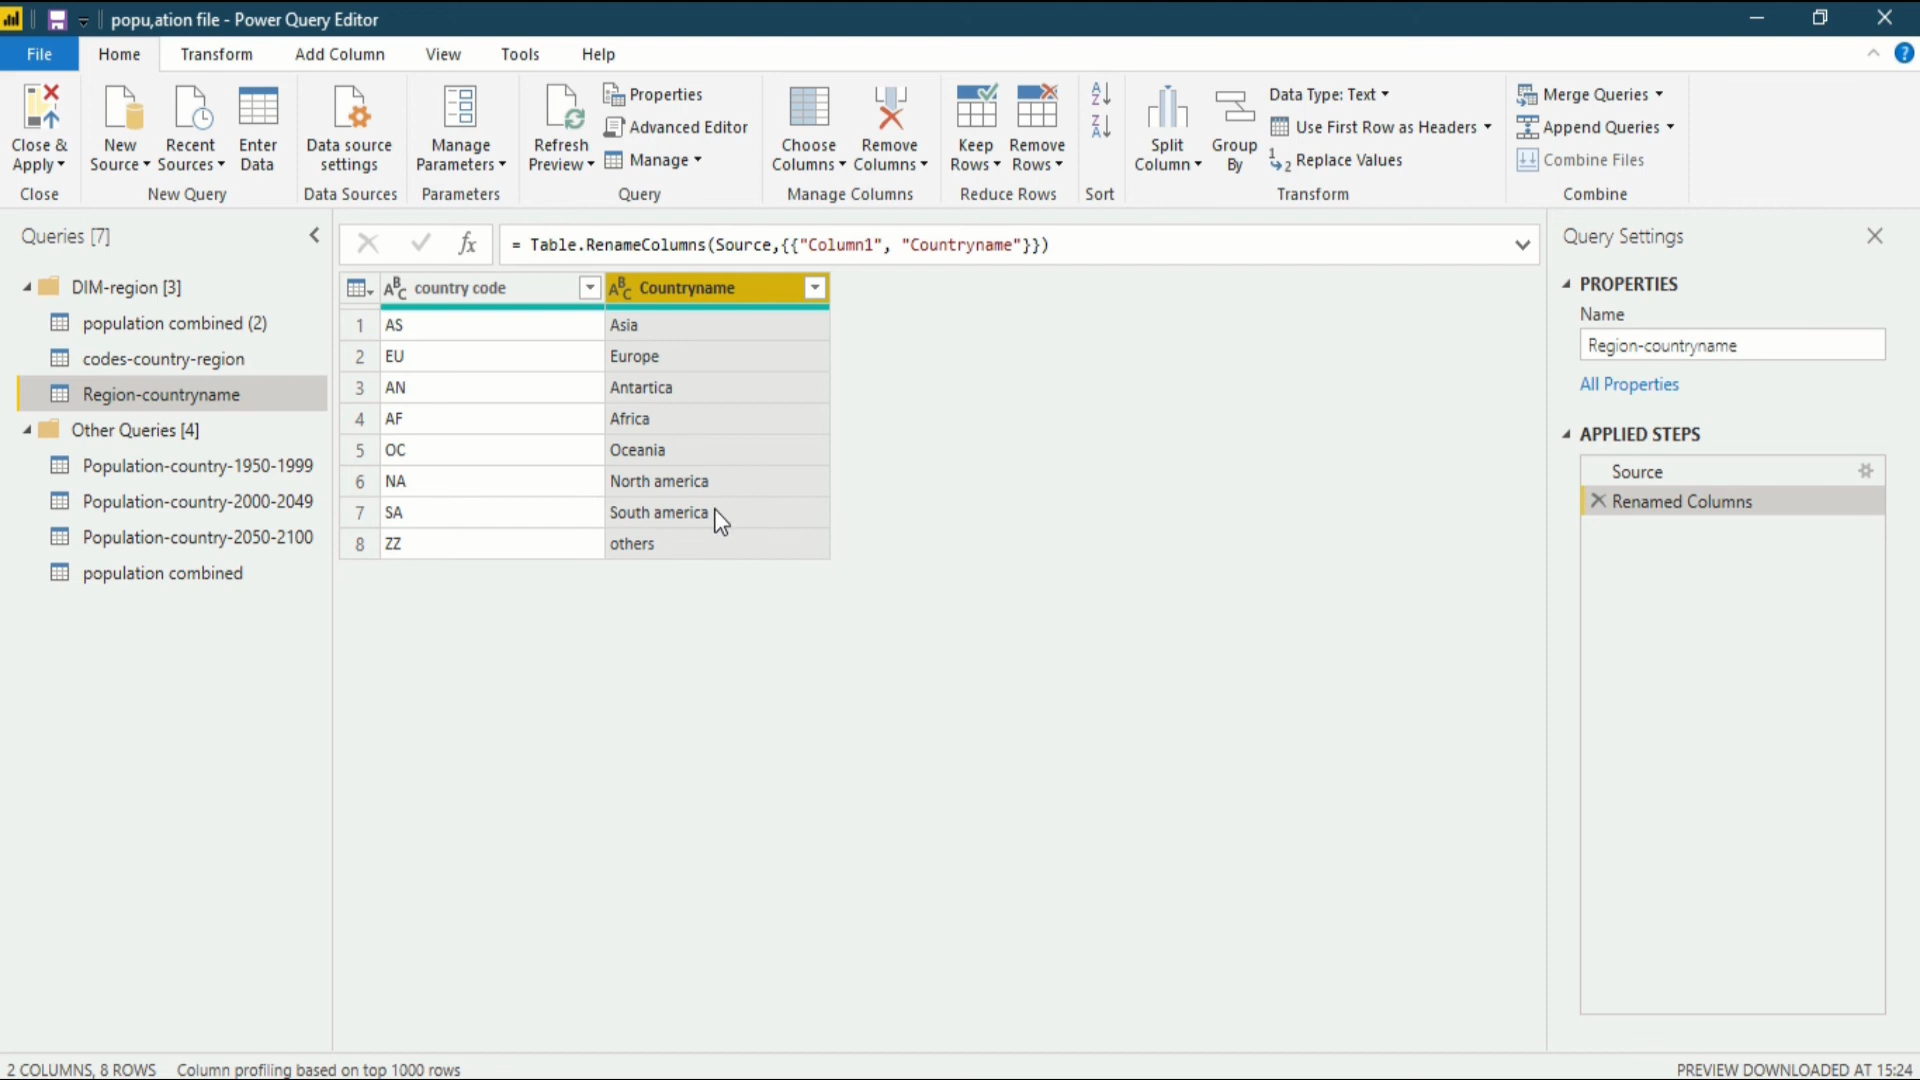 popu,ation file - Power Query Editor
File Home Transform Add Column View Tools Help
Close & Apply
New Source
Recent Sources
Enter Data
Data source settings
Manage Parameters
Refresh Preview
Properties
Advanced Editor
Manage
Choose Columns
Remove Columns
Keep Rows
Remove Rows
Split Column
Group By
Data Type: Text
Use First Row as Headers
Replace Values
Merge Queries
Append Queries
Combine Files
Close New Query Data Sources Parameters Query Manage Columns Reduce Rows Sort Transform Combine
Queries [7]
DIM-region [3]
population combined (2)
codes-country-region
Region-countryname
Other Queries [4]
Population-country-1950-1999
Population-country-2000-2049
Population-country-2050-2100
population combined
fx = Table.RenameColumns(Source,{{"Column1", "Countryname"}})
ABC country code ABC Countryname
1 AS Asia
2 EU Europe
3 AN Antartica
4 AF Africa
5 OC Oceania
6 NA North america
7 SA South america
8 ZZ others
Query Settings
PROPERTIES
Name
Region-countryname
All Properties
APPLIED STEPS
Source
Renamed Columns
2 COLUMNS, 8 ROWS Column profiling based on top 1000 rows
PREVIEW DOWNLOADED AT 15:24